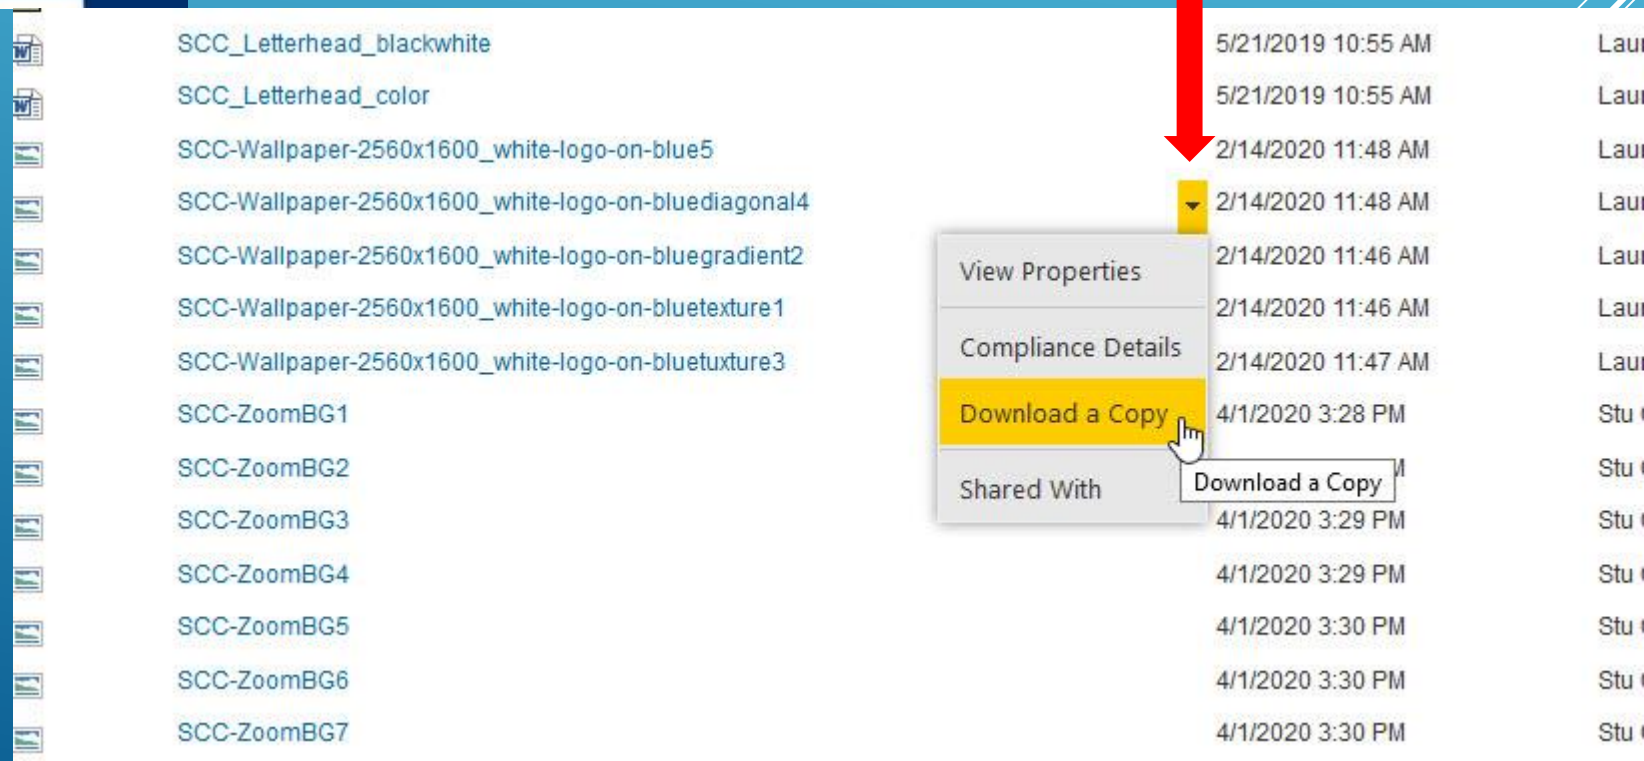 SCC_Letterhead_blackwhite 5/21/2019 10:55 AM
SCC_Letterhead_color 5/21/2019 10:55 AM
SCC-Wallpaper-2560x1600_white-logo-on-blue5 2/14/2020 11:48 AM
SCC-Wallpaper-2560x1600_white-logo-on-bluediagonal4 2/14/2020 11:48 AM
SCC-Wallpaper-2560x1600_white-logo-on-bluegradient2 2/14/2020 11:46 AM
View Properties
SCC-Wallpaper-2560x1600_white-logo-on-bluetexture1 2/14/2020 11:46 AM
Compliance Details
SCC-Wallpaper-2560x1600_white-logo-on-bluetuxture3 2/14/2020 11:47 AM
SCC-ZoomBG1 Download a Copy 4/1/2020 3:28 PM Stu
SCC-ZoomBG2 Stu
Download a Copy
Shared With
SCC-ZoomBG3 4/1/2020 3:29 PM Stu
SCC-ZoomBG4 4/1/2020 3:29 PM Stu
SCC-ZoomBG5 4/1/2020 3:30 PM Stu
SCC-ZoomBG6 4/1/2020 3:30 PM Stu
SCC-ZoomBG7 4/1/2020 3:30 PM Stu